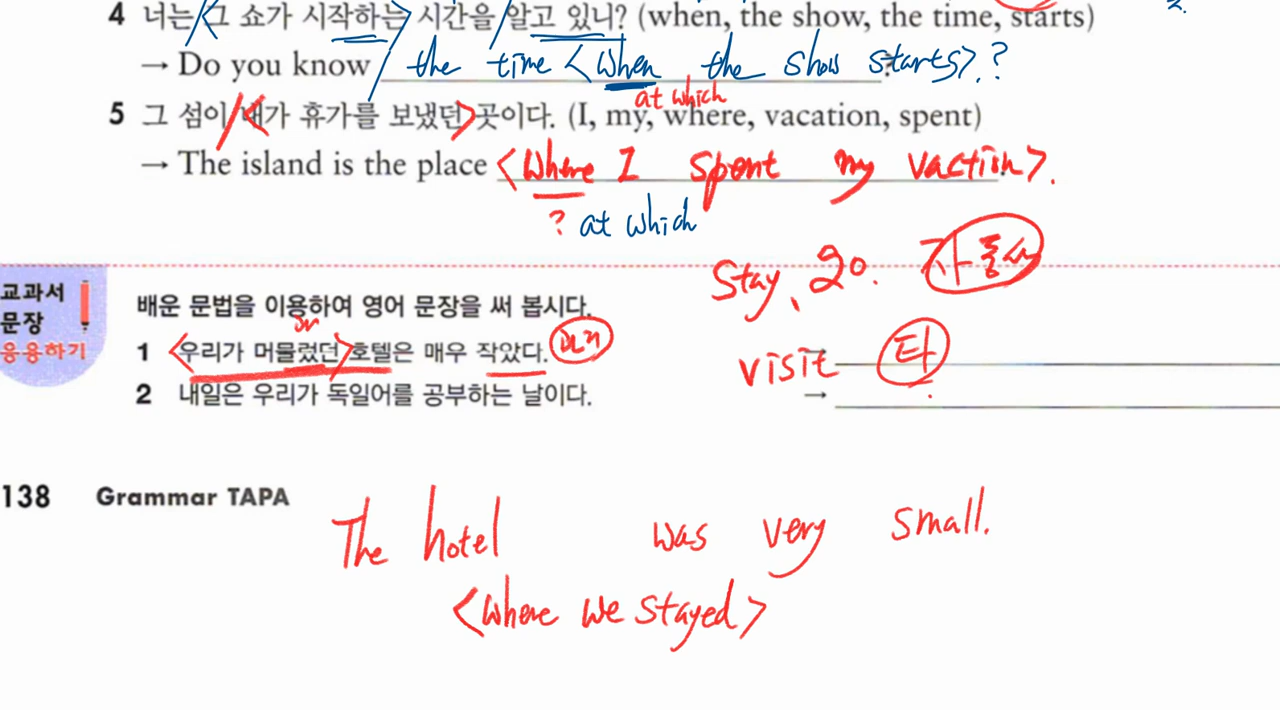 4 너는 그 쇼가 시작하는 시간을 알고 있니? (when, the show, the time, starts)
→ Do you know the time <when the show starts>.?
at which
5 그 섬이 내가 휴가를 보냈던 곳이다. (I, my, where, vacation, spent)
→ The island is the place <where I spent my vaction>.
? at which
stay, go. 자동사
교과서
문장
응용하기
배운 문법을 이용하여 영어 문장을 써 봅시다.
1 <우리가 머물렀던> 호텔은 매우 작았다. 과거
visit 타
2 내일은 우리가 독일어를 공부하는 날이다. →
138 Grammar TAPA
The hotel was very small.
<where we stayed>